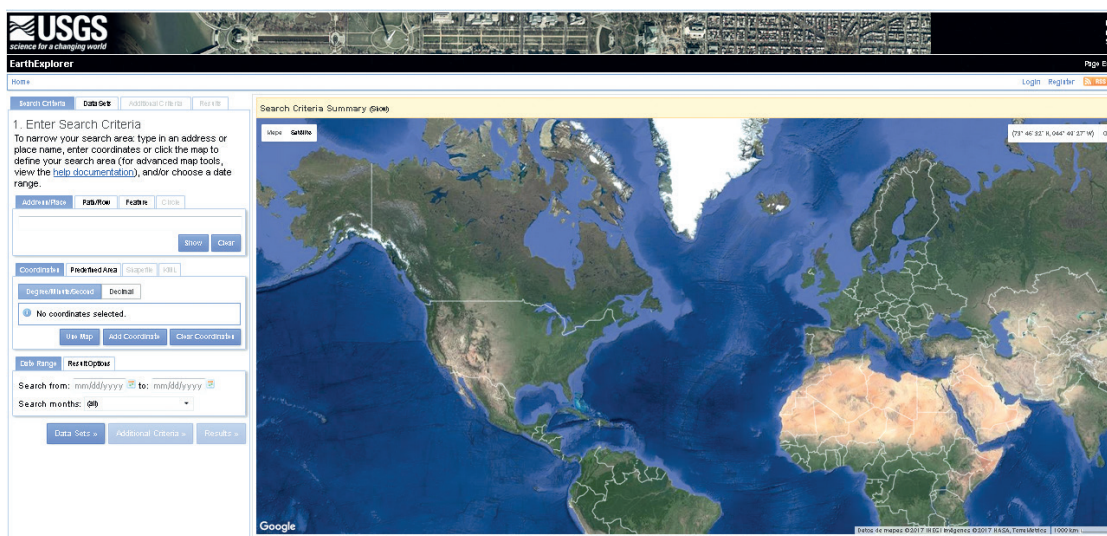 USGS
science for a changing world
EarthExplorer
Page E
Home
Login Register RSS
Search Criteria Data Sets Additional Criteria Results
1. Enter Search Criteria
To narrow your search area: type in an address or
place name, enter coordinates or click the map to
define your search area (for advanced map tools,
view the help documentation), and/or choose a date
range.
Address/Place Path/Row Feature Circle
Show Clear
Coordinates Predefined Area Shapefile KML
Degree/Minute/Second Decimal
No coordinates selected.
Use Map Add Coordinate Clear Coordinates
Date Range Result Options
Search from: mm/dd/yyyy to: mm/dd/yyyy
Search months: (all)
Data Sets » Additional Criteria » Results »
Search Criteria Summary (Show)
Mapa Satélite
Google
Datos de mapas ©2017 INEGI Imágenes ©2017 NASA, TerraMetrics 1000 km